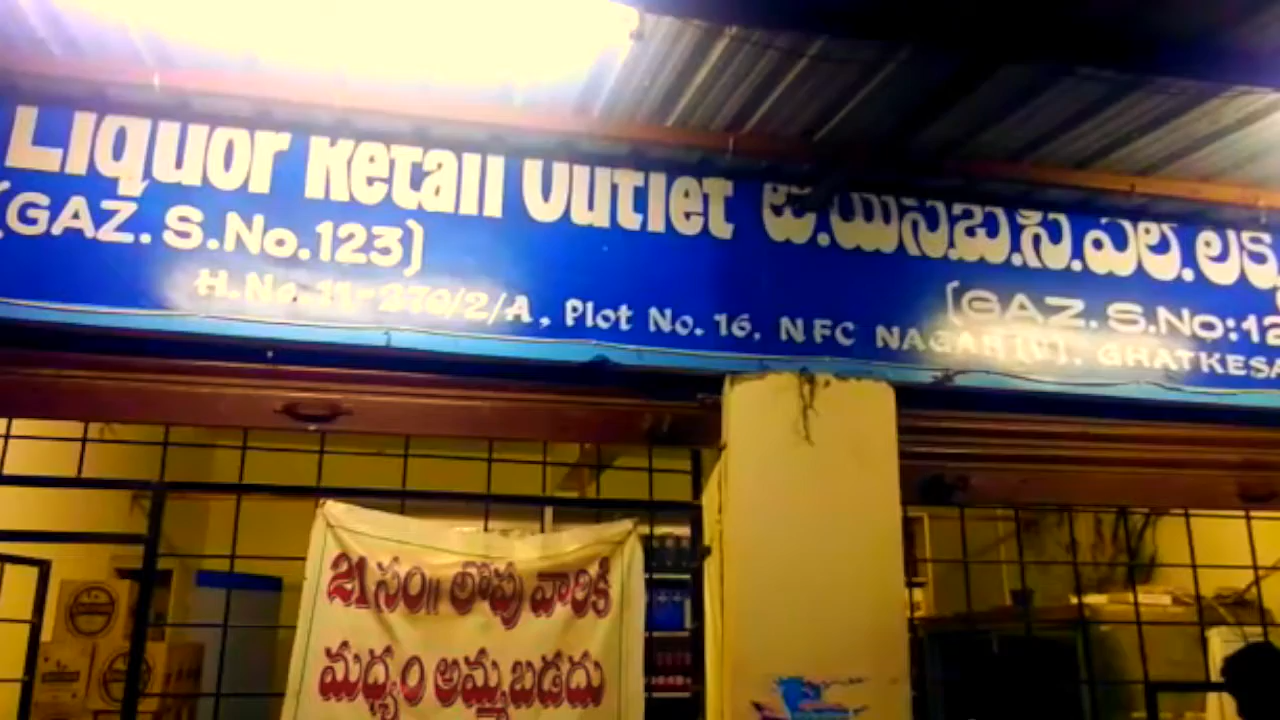 Liquor Retail Outlet
(GAZ. S.No.123)
H.No. 11-270/2/A, Plot No. 16, NFC NAGAR (V), GHATKESA
[GAZ. S.No:12
21 సం॥ లోపు వారికి
మద్యం అమ్మబడదు